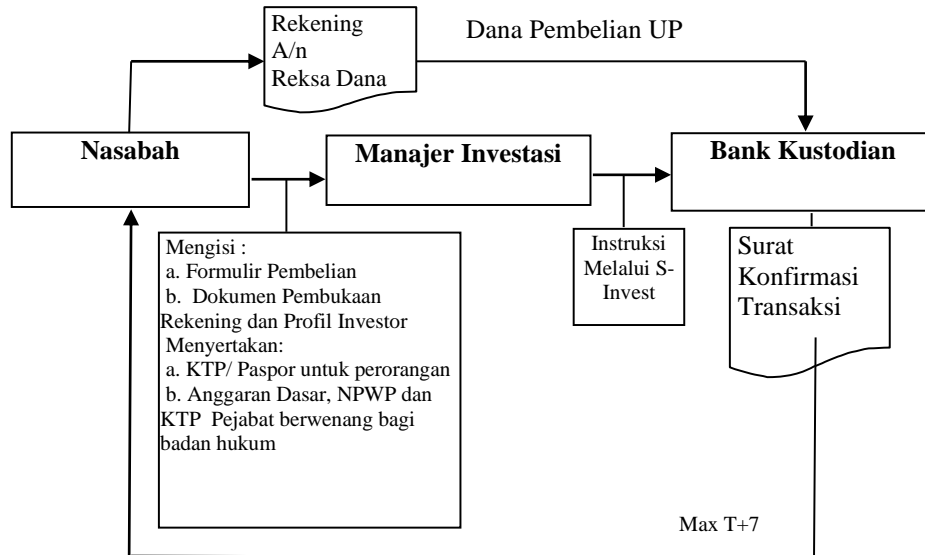 Rekening
A/n
Reksa Dana
Dana Pembelian UP
Nasabah
Manajer Investasi
Bank Kustodian
Mengisi :
a. Formulir Pembelian
b. Dokumen Pembukaan
Rekening dan Profil Investor
Menyertakan:
a. KTP/ Paspor untuk perorangan
b. Anggaran Dasar, NPWP dan
KTP Pejabat berwenang bagi
badan hukum
Instruksi
Melalui S-
Invest
Surat
Konfirmasi
Transaksi
Max T+7